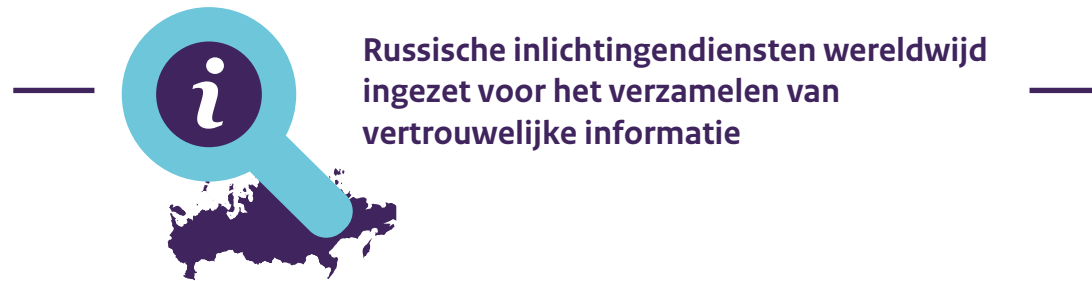 i
Russische inlichtingendiensten wereldwijd
ingezet voor het verzamelen van
vertrouwelijke informatie